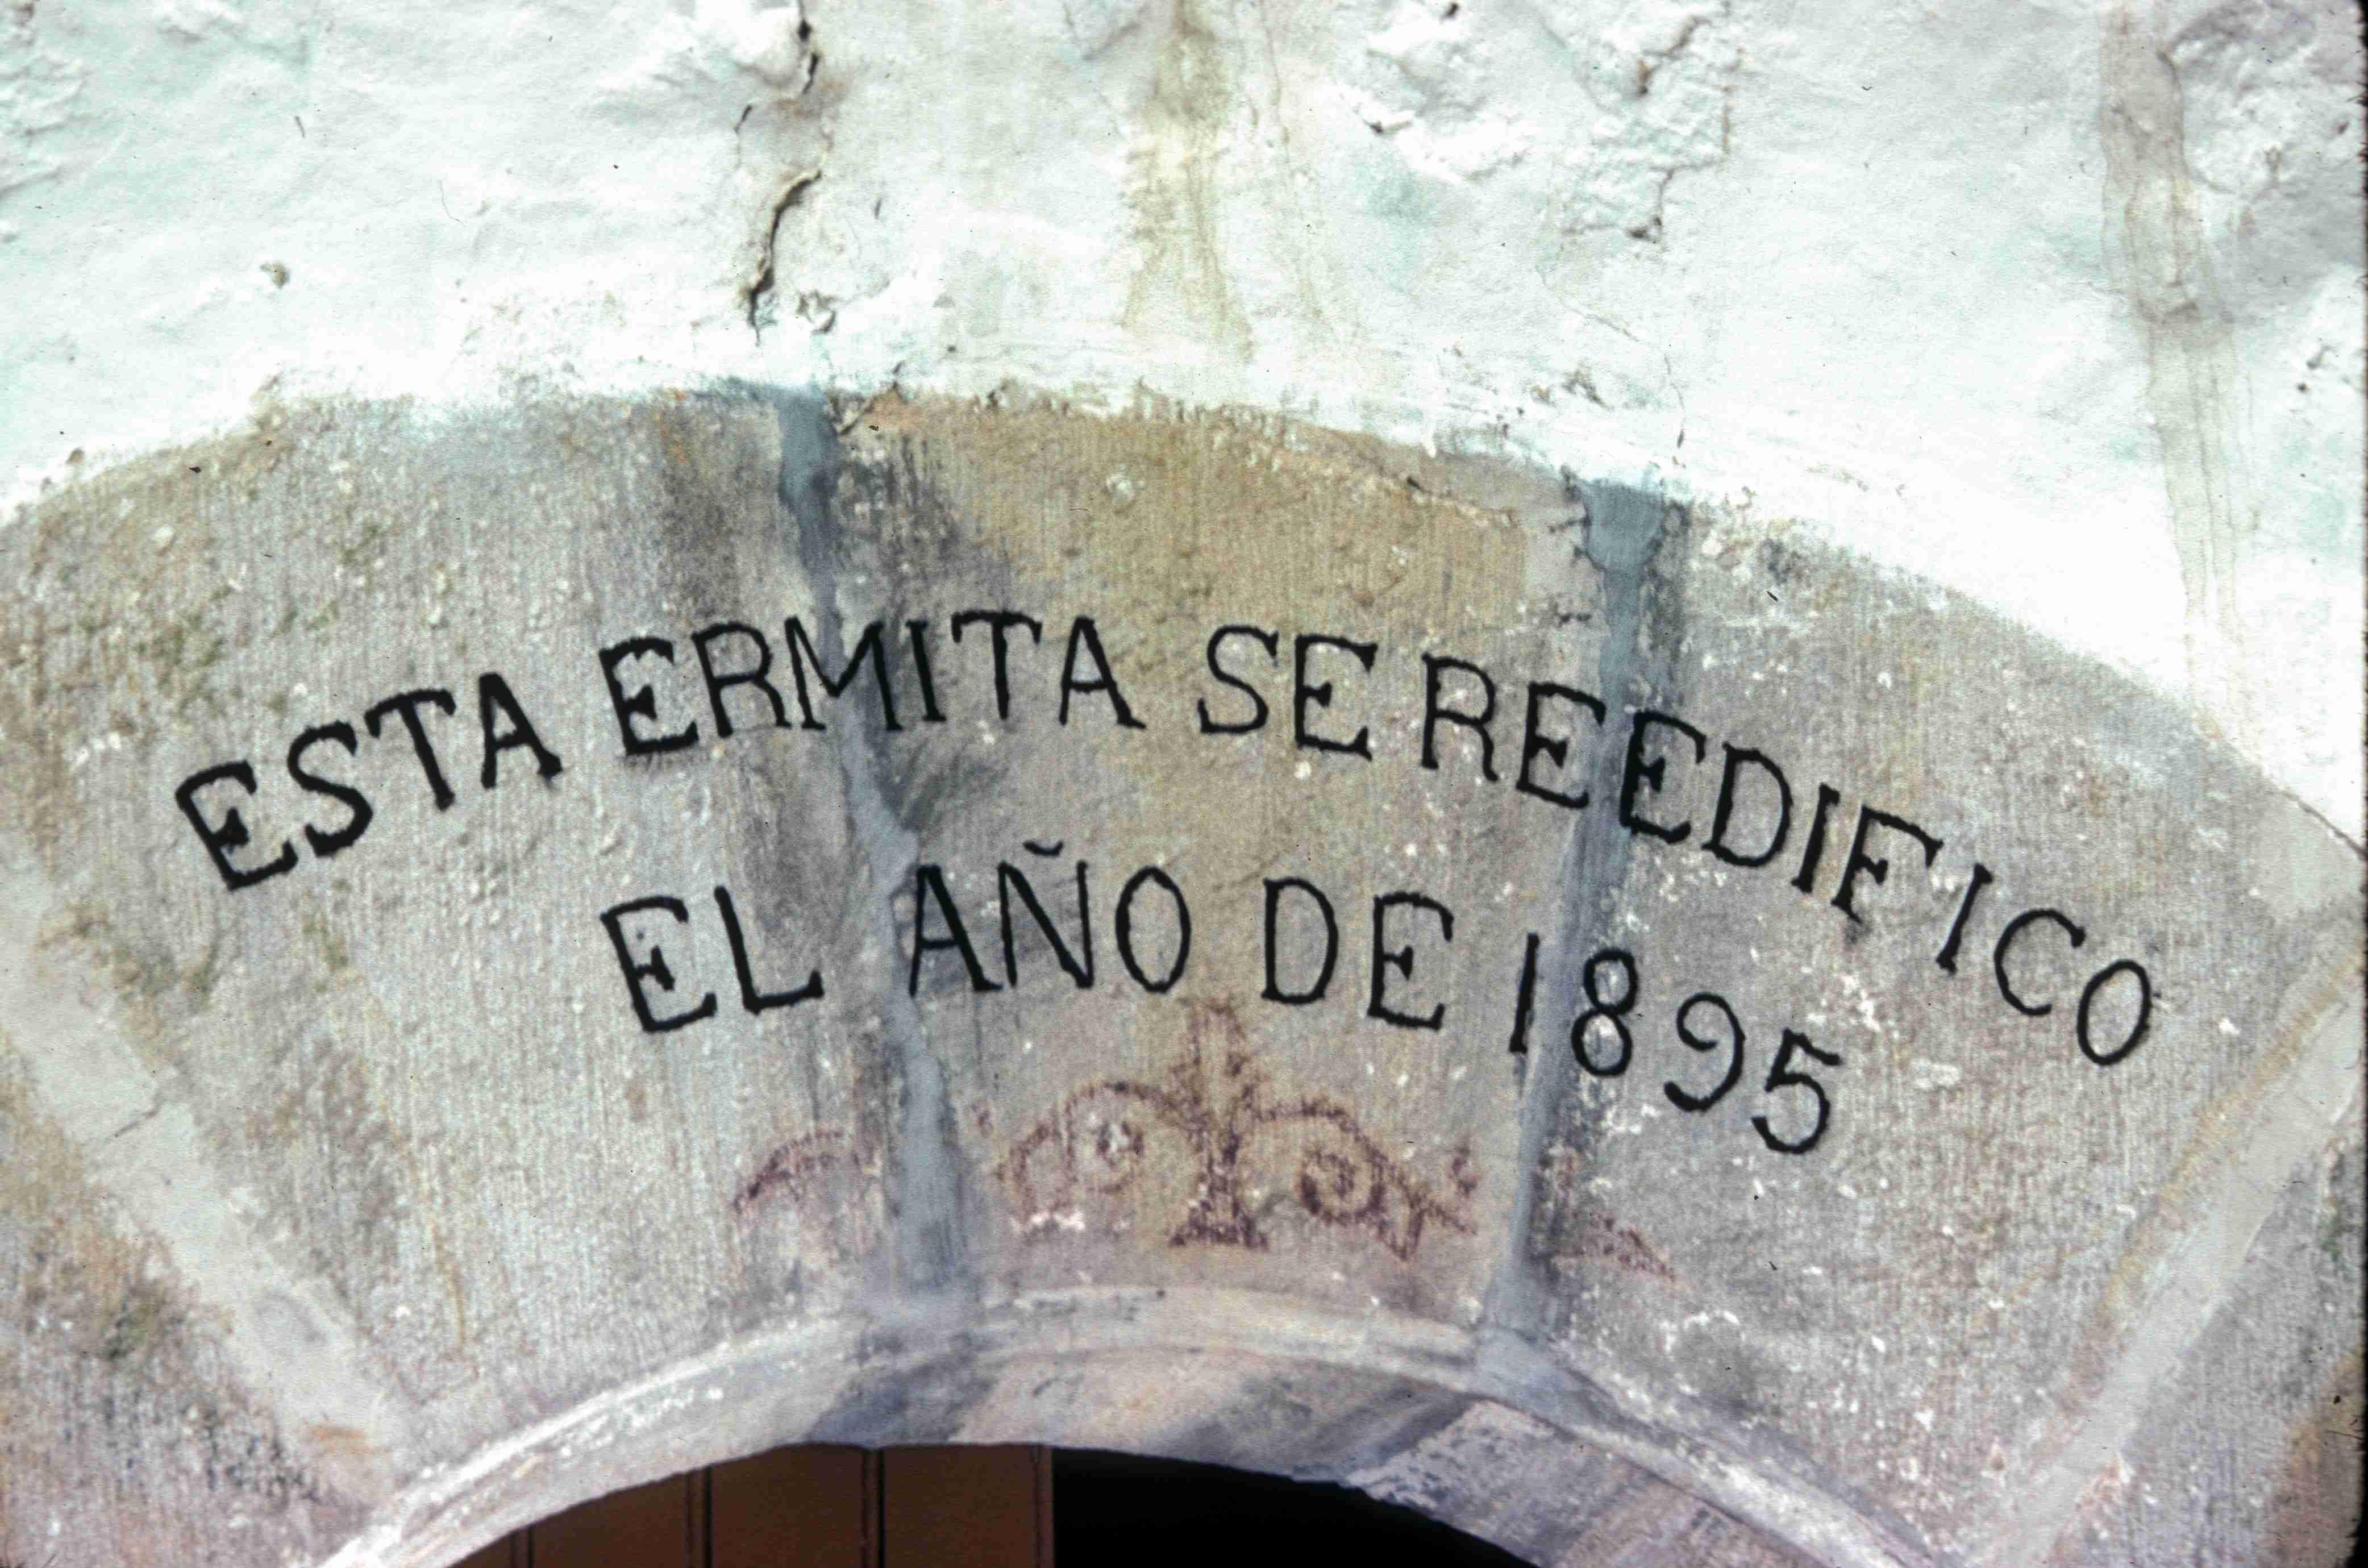 ESTA ERMITA SE REEDIFICO
EL AÑO DE 1895